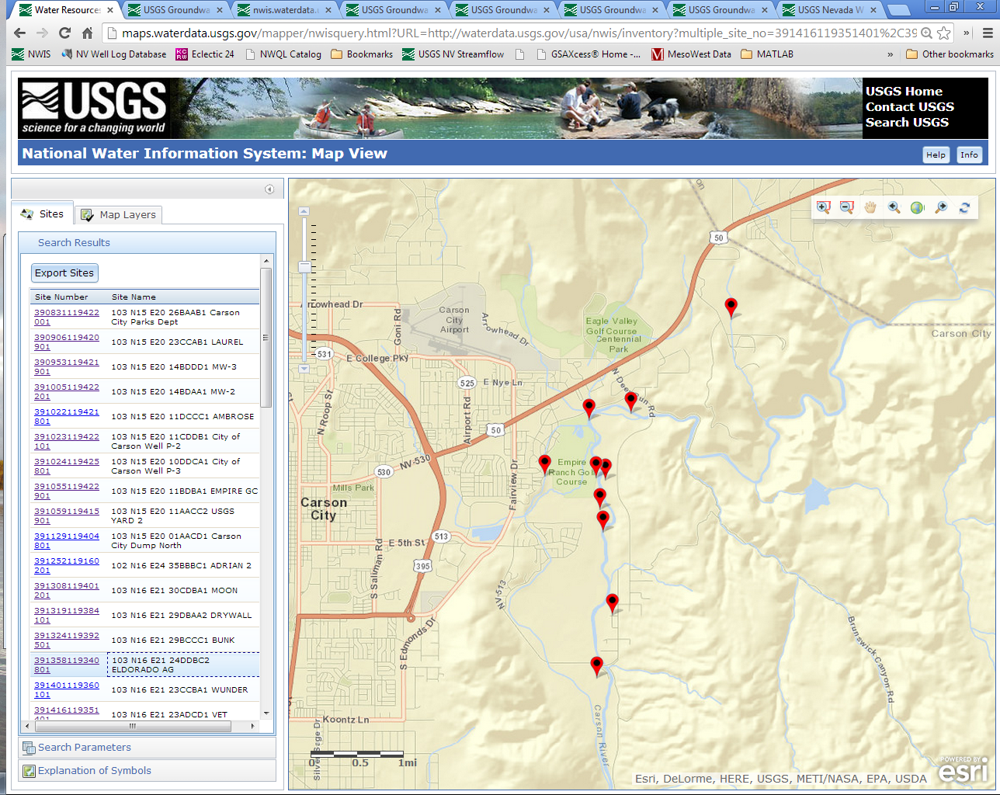 Water Resources
USGS Groundwa
nwis.waterdata.u
USGS Groundwa
USGS Groundwa
USGS Groundwa
USGS Groundwa
USGS Nevada W
maps.waterdata.usgs.gov/mapper/nwisquery.html?URL=http://waterdata.usgs.gov/usa/nwis/inventory?multiple_site_no=391416119351401%2C39
NWIS
NV Well Log Database
KCRW Eclectic 24
NWQL Catalog
Bookmarks
USGS NV Streamflow
GSAXcess® Home -...
M MesoWest Data
MATLAB
»
Other bookmarks
USGS
science for a changing world
USGS Home
Contact USGS
Search USGS
National Water Information System: Map View
Help
Info
Sites
Map Layers
Search Results
Export Sites
Site Number Site Name
390831119422001 103 N15 E20 26BAAB1 Carson City Parks Dept
390906119420901 103 N15 E20 23CCAB1 LAUREL
390953119421901 103 N15 E20 14BDDD1 MW-3
391005119422201 103 N15 E20 14BDAA1 MW-2
391022119421801 103 N15 E20 11DCCC1 AMBROSE
391023119422101 103 N15 E20 11CDDB1 City of Carson Well P-2
391024119425801 103 N15 E20 10DDCA1 City of Carson Well P-3
391055119422901 103 N15 E20 11BDBA1 EMPIRE GC
391059119415901 103 N15 E20 11AACC2 USGS YARD 2
391129119404801 103 N15 E20 01AACD1 Carson City Dump North
391252119160201 102 N16 E24 35BBBC1 ADRIAN 2
391308119401201 103 N16 E21 30CDBA1 MOON
391319119384101 103 N16 E21 29DBAA2 DRYWALL
391324119392501 103 N16 E21 29BCCC1 BUNK
391358119340801 103 N16 E21 24DDBC2 ELDORADO AG
391401119360101 103 N16 E21 23CCBA1 WUNDER
391416119351401 103 N16 E21 23ADCD1 VET
Search Parameters
Explanation of Symbols
on
50
Arrowhead Dr
Goni Rd
Carson City Airport
Arrowhead Dr
Eagle Valley Golf Course Centennial Park
Carson City
531
E College Pky
525
E Nye Ln
N Deer Run Rd
N Roop St
Airport Rd
50
530
NV-530
Fairview Dr
Empire Ranch Golf Course
Mills Park
Carson City
E 5th St
513
S Saliman Rd
395
NV-513
S Edmonds Dr
Brunswick Canyon Rd
Koontz Ln
Silver Sage Dr
Carson River
0 0.5 1mi
Esri, DeLorme, HERE, USGS, METI/NASA, EPA, USDA
POWERED BY
esri